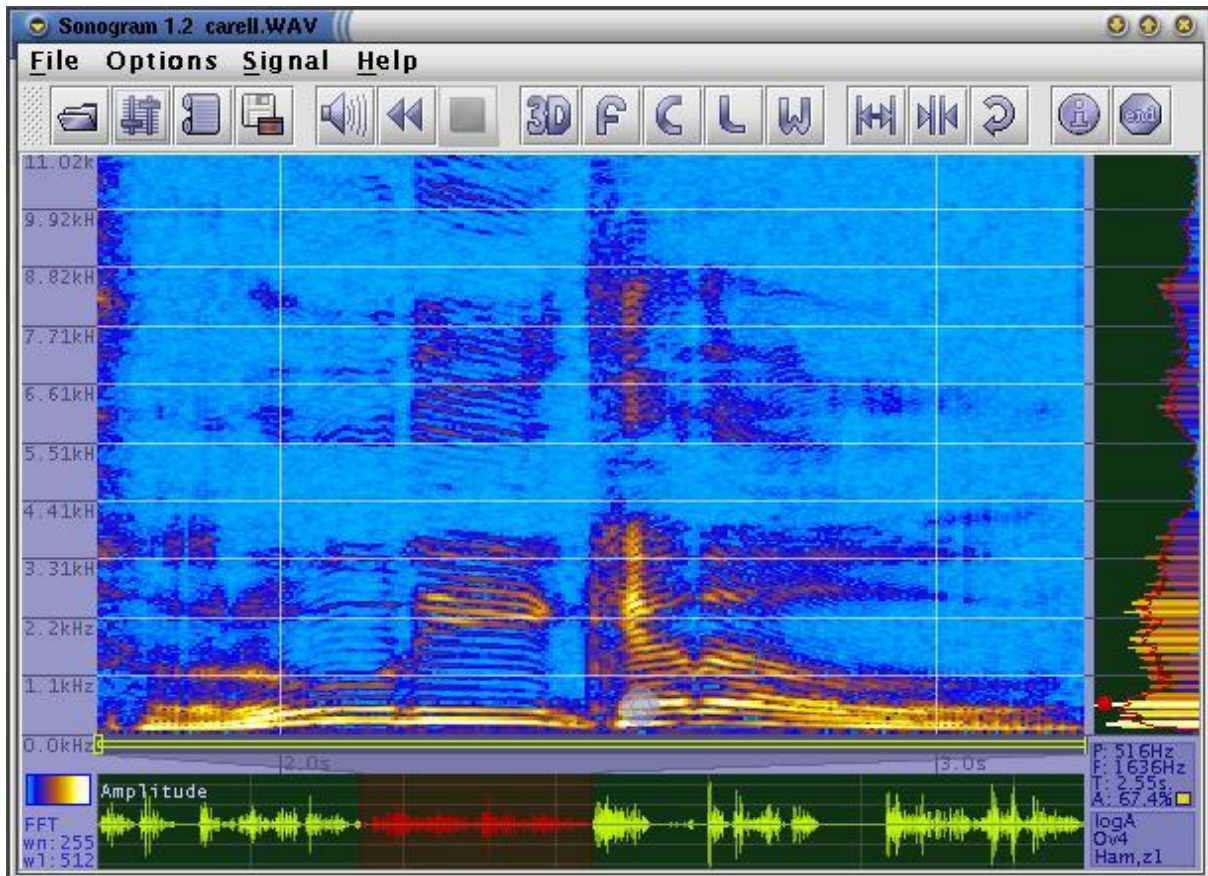 Sonogram 1.2 carell.WAV
File Options Signal Help
3D F C L W i end
11.02k
9.92kH
8.82kH
7.71kH
6.61kH
5.51kH
4.41kH
3.31kH
2.2kHz
1.1kHz
0.0kHz
2.0s 3.0s
P: 516Hz
F: 1636Hz
T: 2.55s.
A: 67.4%
Amplitude
FFT
wn:255
wl:512
logA
Ov4
Ham,zl